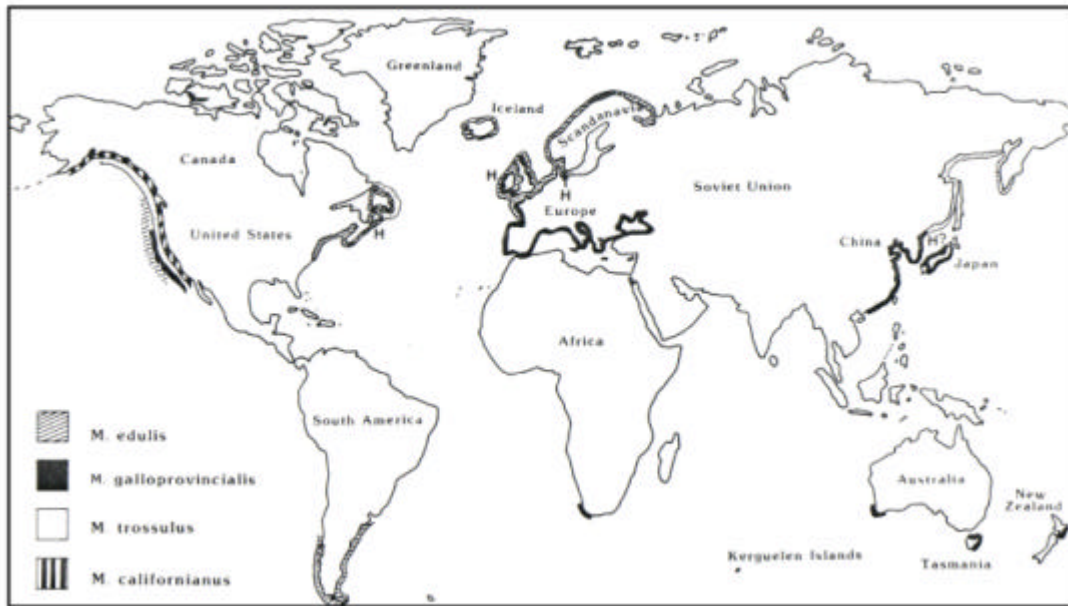 Greenland
Iceland
Scandanavia
Canada
H
H
Soviet Union
Europe
United States
H
China
H?
Japan
Africa
South America
M. edulis
M. galloprovincialis
Australia
New
Zealand
M. trossulus
Kerguelen Islands
Tasmania
M. californianus